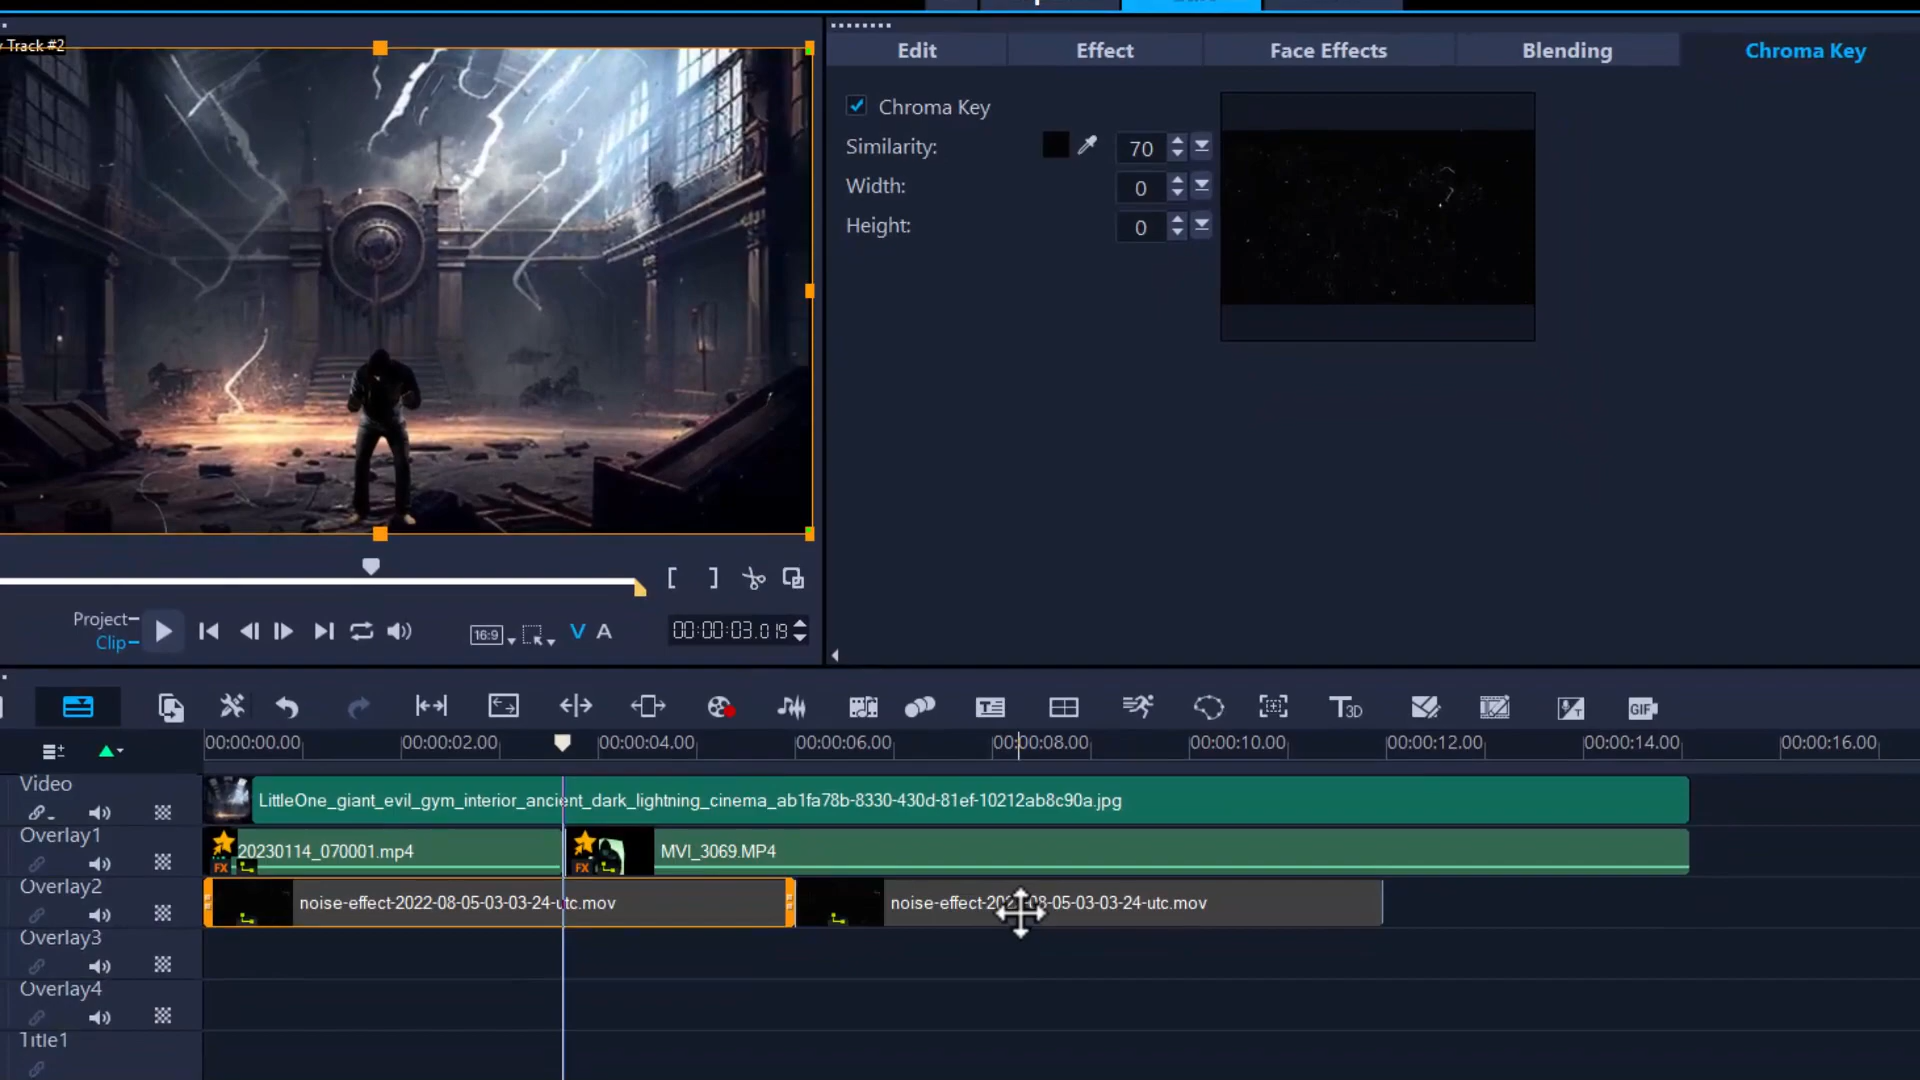 Track #2
Edit
Effect
Face Effects
Blending
Chroma Key
Chroma Key
Similarity:
70
Width:
0
Height:
0
Project
Clip
16:9
V
A
00:00:03.019
T3D
GIF
00:00:00.00
00:00:02.00
00:00:04.00
00:00:06.00
00:00:08.00
00:00:10.00
00:00:12.00
00:00:14.00
00:00:16.00
Video
LittleOne_giant_evil_gym_interior_ancient_dark_lightning_cinema_ab1fa78b-8330-430d-81ef-10212ab8c90a.jpg
Overlay1
FX
20230114_070001.mp4
FX
MVI_3069.MP4
Overlay2
noise-effect-2022-08-05-03-03-24-utc.mov
noise-effect-2022-08-05-03-03-24-utc.mov
Overlay3
Overlay4
Title1